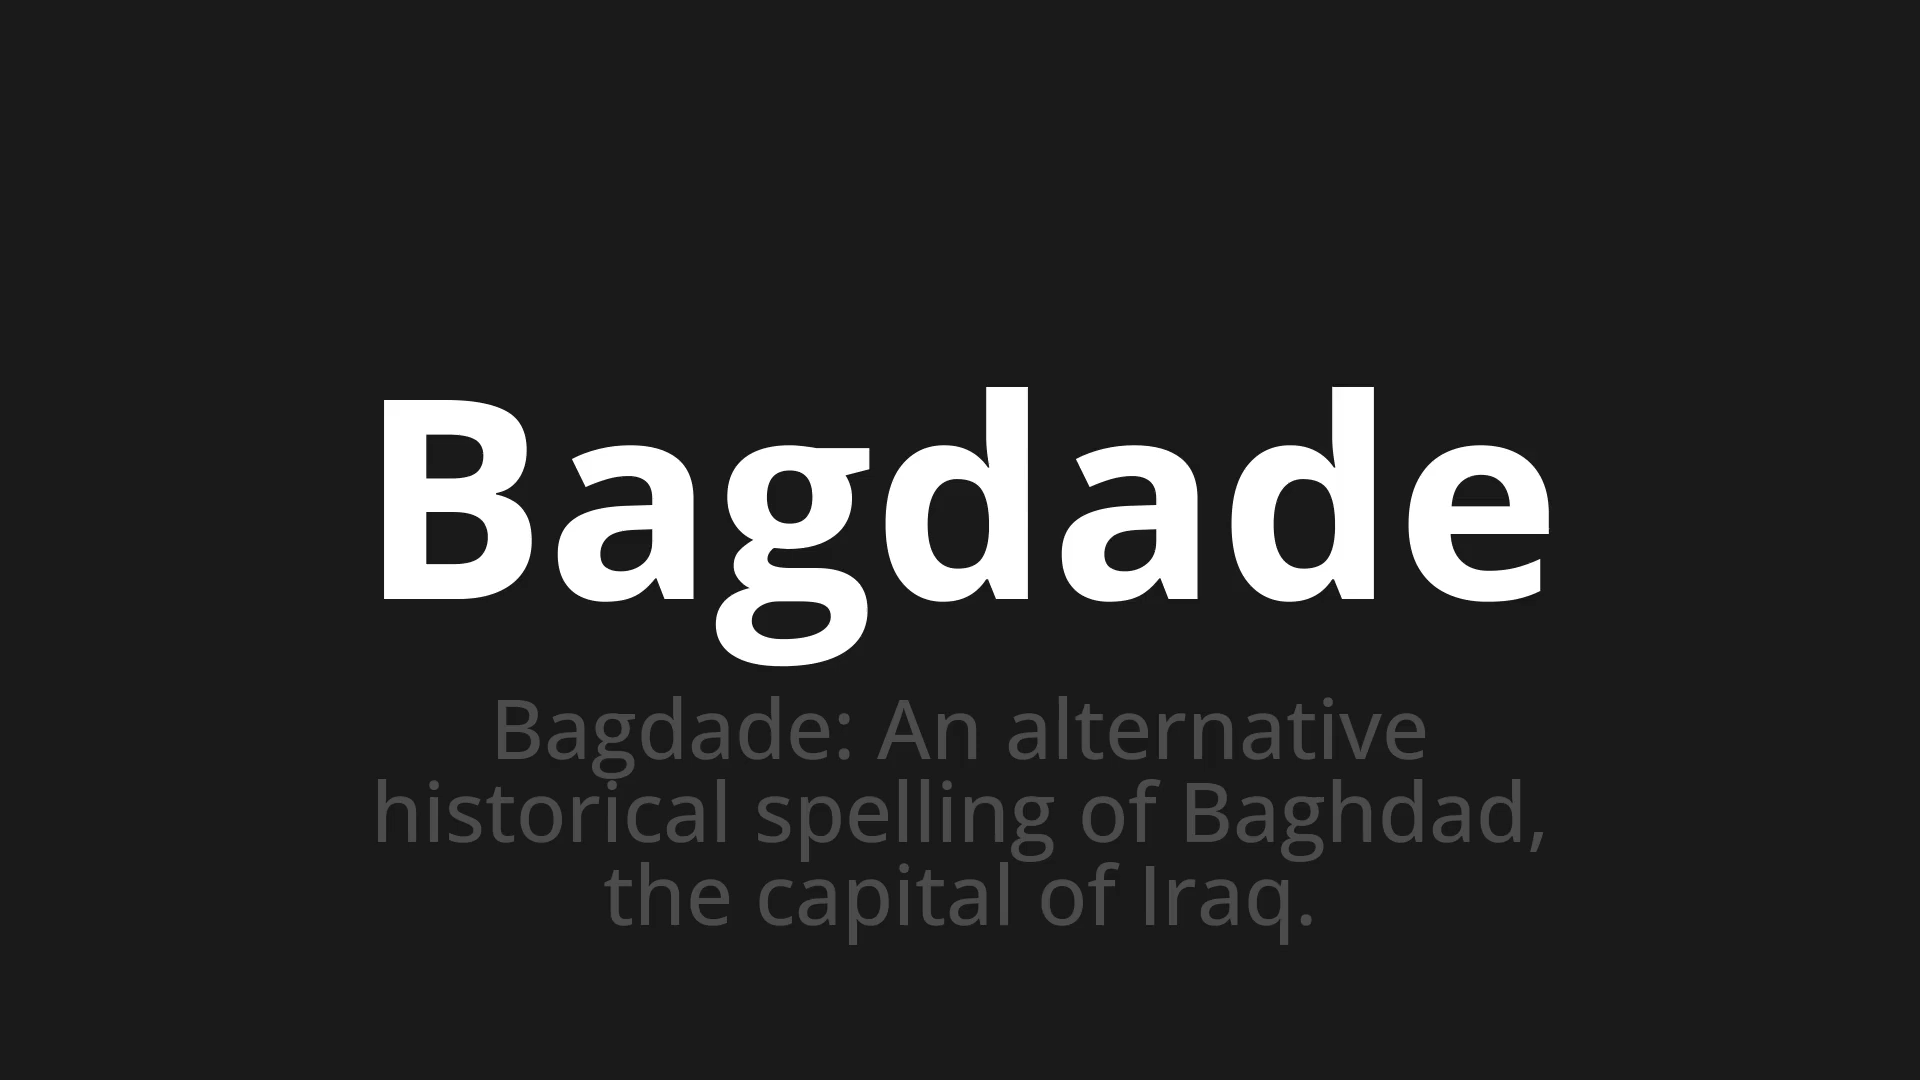 Bagdade
Bagdade: An alternative
historical spelling of Baghdad,
the capital of Iraq.